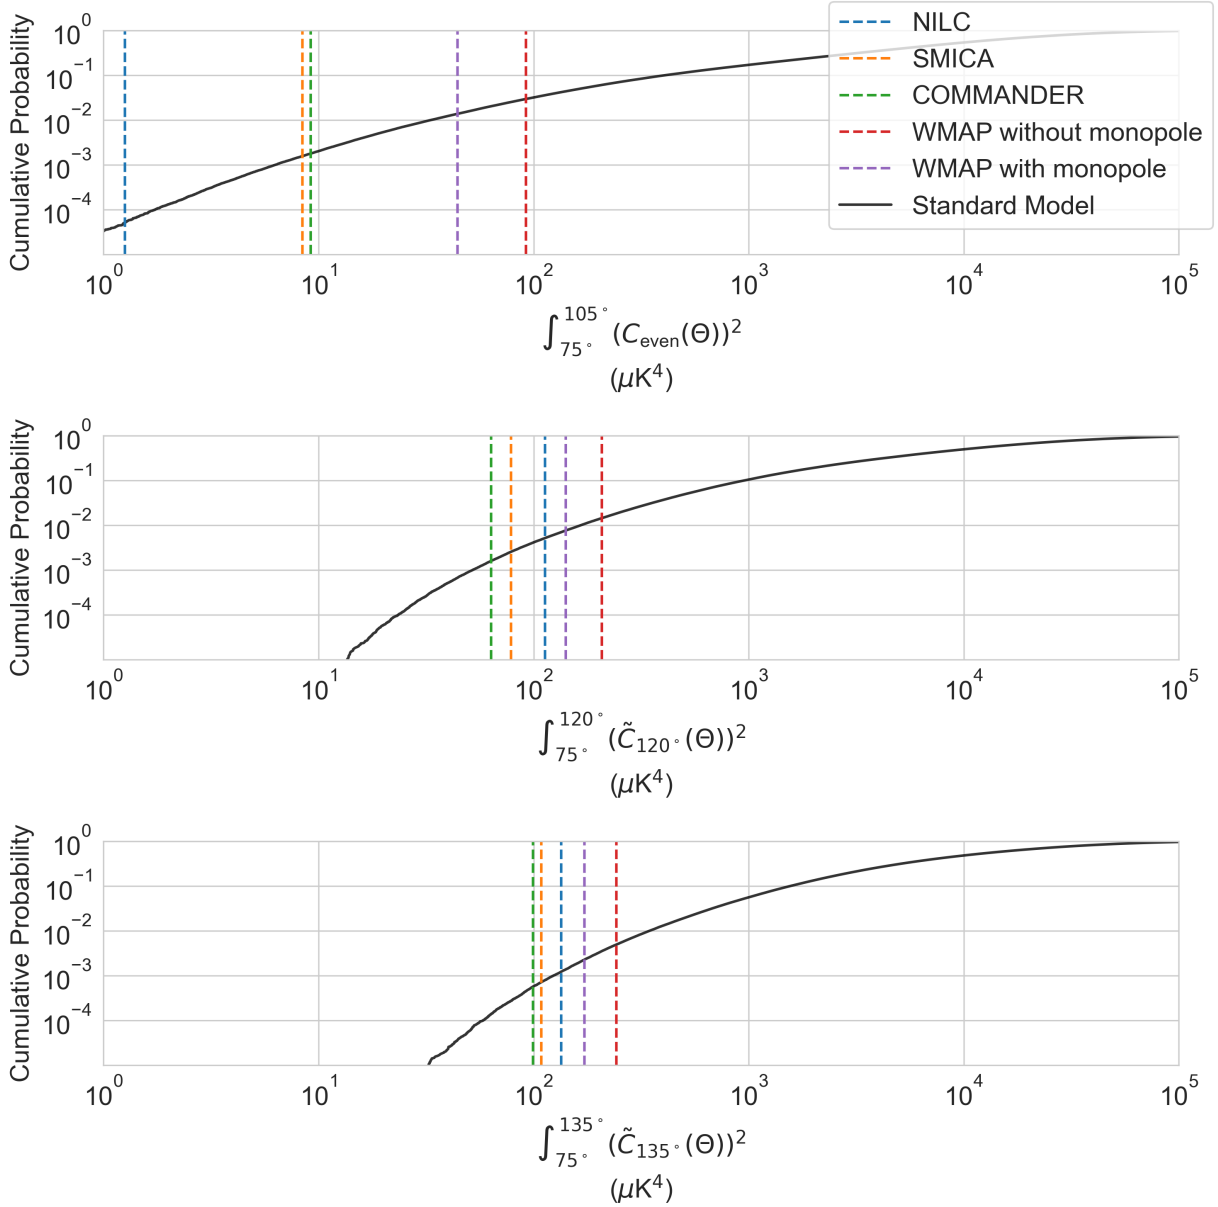 NILC
SMICA
COMMANDER
WMAP without monopole
WMAP with monopole
Standard Model
Cumulative Probability
10^0
10^−1
10^−2
10^−3
10^−4
10^0 10^1 10^2 10^3 10^4 10^5
∫_{75°}^{105°}(C_even(Θ))^2
(μK^4)
Cumulative Probability
10^0
10^−1
10^−2
10^−3
10^−4
10^0 10^1 10^2 10^3 10^4 10^5
∫_{75°}^{120°}(C̃_{120°}(Θ))^2
(μK^4)
Cumulative Probability
10^0
10^−1
10^−2
10^−3
10^−4
10^0 10^1 10^2 10^3 10^4 10^5
∫_{75°}^{135°}(C̃_{135°}(Θ))^2
(μK^4)